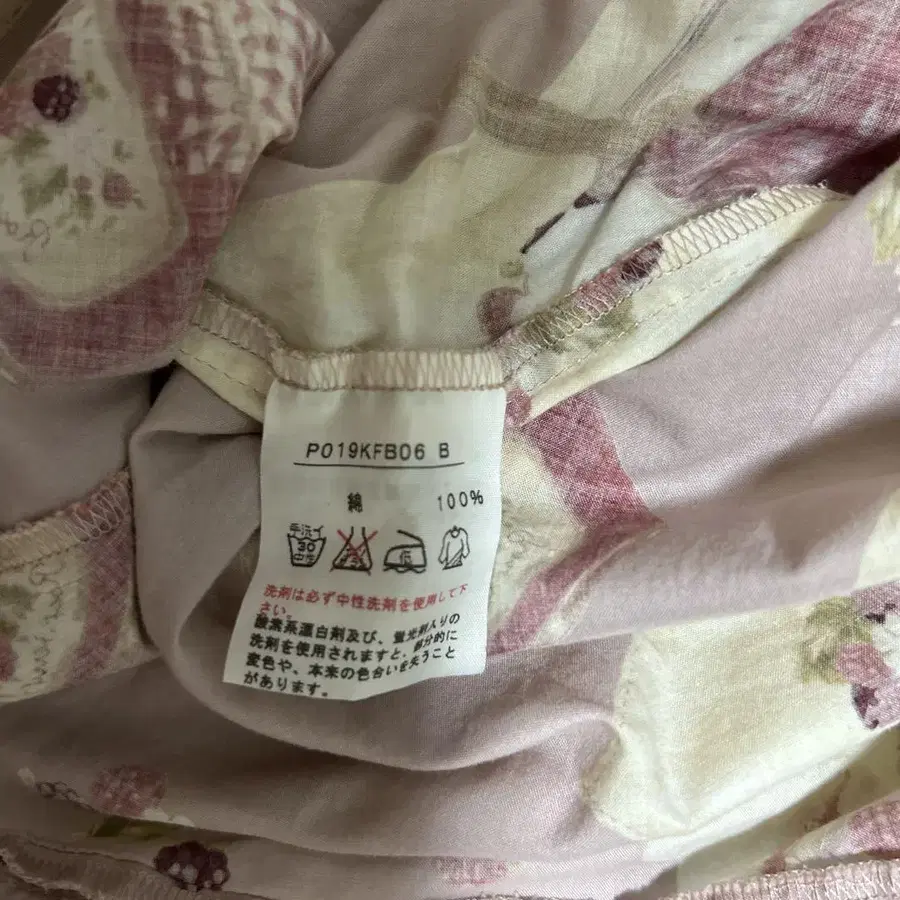 P019KFB06 B
綿 100%
手洗イ
30
中性
低
洗剤は必ず中性洗剤を使用して下
さい。
酸素系漂白剤及び、蛍光剤入りの
洗剤を使用されますと、部分的に
変色や、本来の色合いを失うこと
があります。